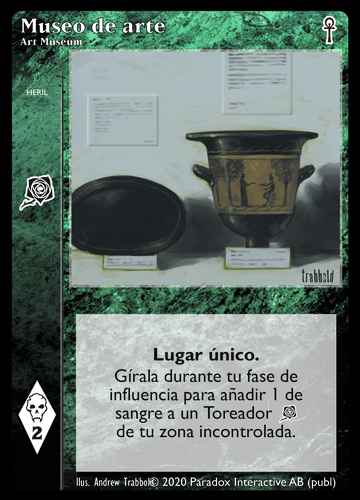 Museo de arte
Art Museum
HERIL
trabbold
Lugar único.
Gírala durante tu fase de
influencia para añadir 1 de
sangre a un Toreador
de tu zona incontrolada.
2
Ilus. Andrew Trabbold © 2020 Paradox Interactive AB (publ)